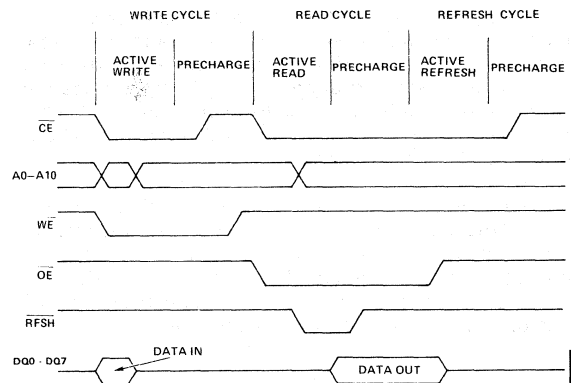 WRITE CYCLE READ CYCLE REFRESH CYCLE
ACTIVE WRITE PRECHARGE ACTIVE READ PRECHARGE ACTIVE REFRESH PRECHARGE
CE
A0-A10
WE
OE
RFSH
DQ0 - DQ7 DATA IN DATA OUT